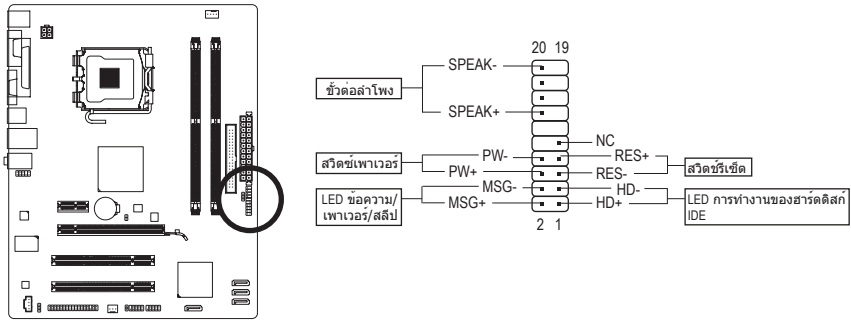 20 19
SPEAK-
ขั้วต่อลำโพง
SPEAK+
NC
PW-
RES+
สวิตซ์เพาเวอร์
สวิตช์รีเซ็ต
PW+
RES-
MSG-
HD-
LED ข้อความ/
เพาเวอร์/สลีป
MSG+
HD+
LED การทำงานของฮาร์ดดิสก์
IDE
2 1